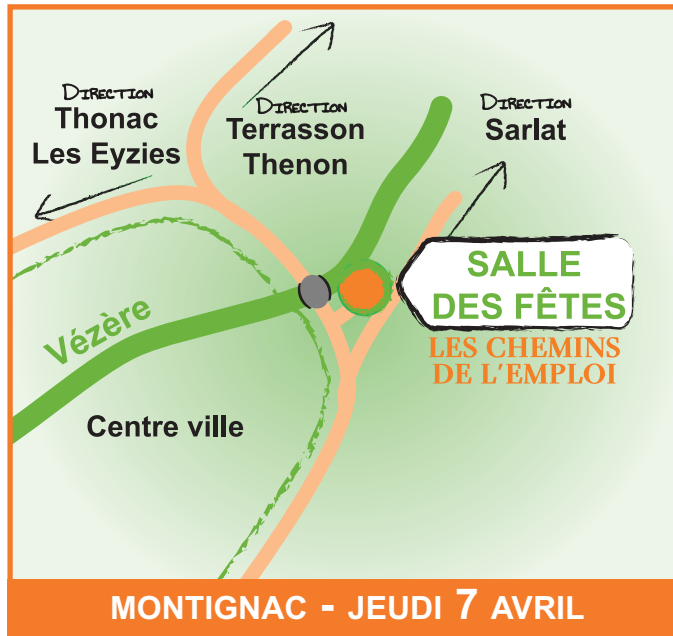 DIRECTION
Thonac
Les Eyzies
DIRECTION
Terrasson
Thenon
DIRECTION
Sarlat
SALLE
DES FÊTES
LES CHEMINS
DE L'EMPLOI
Vézère
Centre ville
MONTIGNAC - JEUDI 7 AVRIL